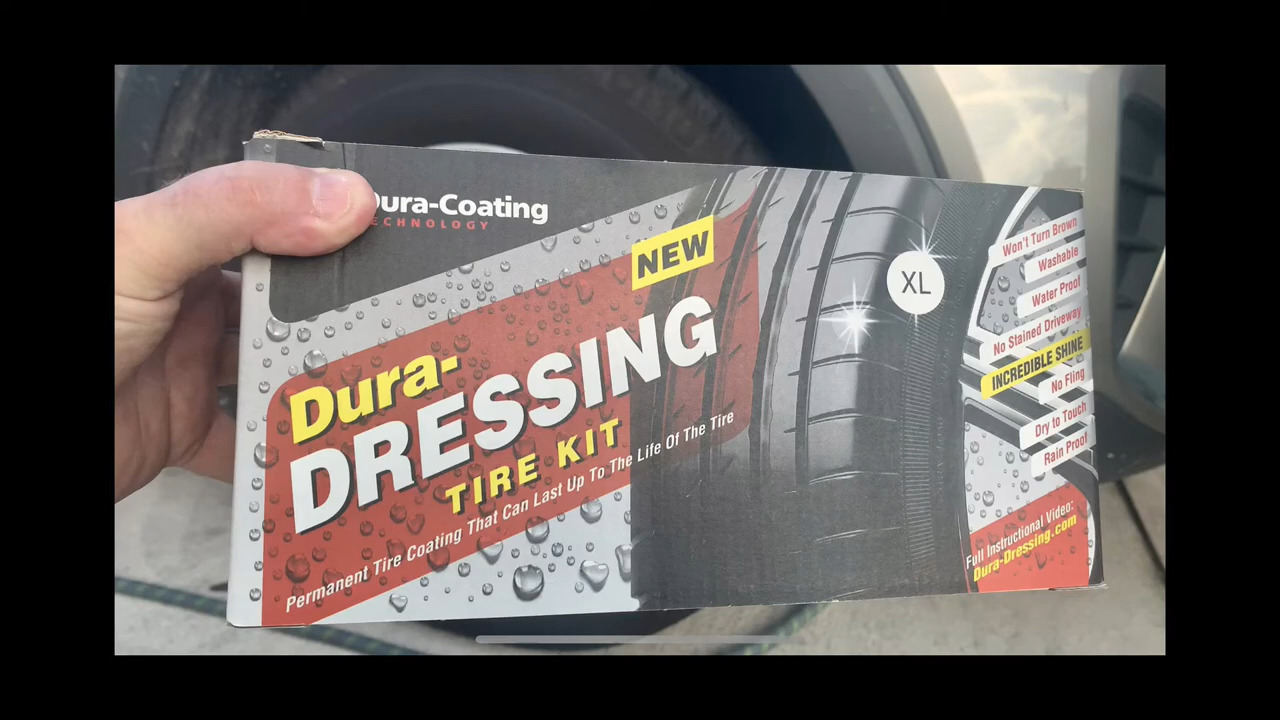 Dura-Coating
TECHNOLOGY
NEW
Dura-
DRESSING
TIRE KIT
Permanent Tire Coating That Can Last Up To The Life Of The Tire
XL
Won't Turn Brown
Washable
Water Proof
No Stained Driveway
INCREDIBLE SHINE
No Fling
Dry to Touch
Rain Proof
Full Instructional Video:
Dura-Dressing.com